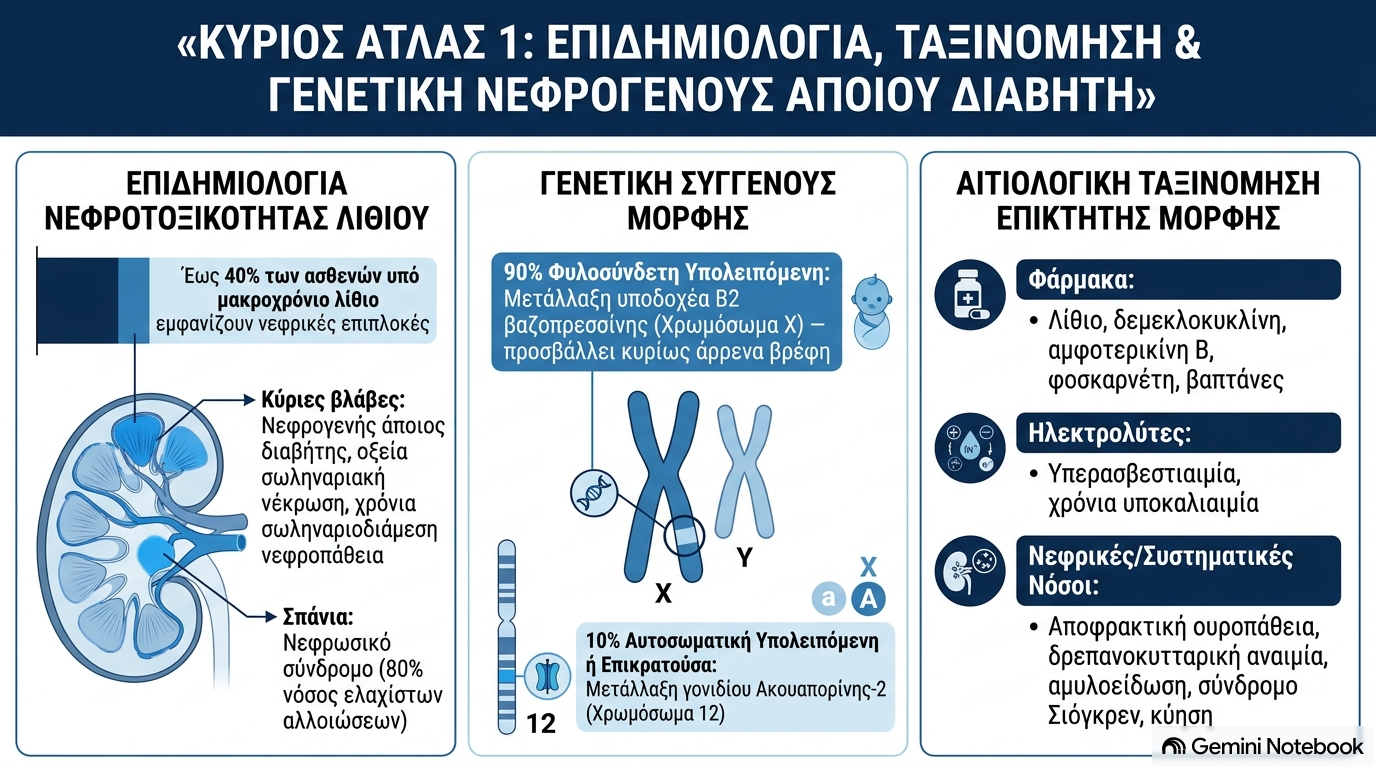 «ΚΥΡΙΟΣ ΑΤΛΑΣ 1: ΕΠΙΔΗΜΙΟΛΟΓΙΑ, ΤΑΞΙΝΟΜΗΣΗ &
ΓΕΝΕΤΙΚΗ ΝΕΦΡΟΓΕΝΟΥΣ ΑΠΟΙΟΥ ΔΙΑΒΗΤΗ»
ΕΠΙΔΗΜΙΟΛΟΓΙΑ
ΝΕΦΡΟΤΟΞΙΚΟΤΗΤΑΣ ΛΙΘΙΟΥ
Έως 40% των ασθενών υπό
μακροχρόνιο λίθιο
εμφανίζουν νεφρικές επιπλοκές
Κύριες βλάβες:
Νεφρογενής άποιος
διαβήτης, οξεία
σωληναριακή
νέκρωση, χρόνια
σωληναριοδιάμεση
νεφροπάθεια
Σπάνια:
Νεφρωσικό
σύνδρομο (80%
νόσος ελαχίστων
αλλοιώσεων)
ΓΕΝΕΤΙΚΗ ΣΥΓΓΕΝΟΥΣ
ΜΟΡΦΗΣ
90% Φυλοσύνδετη Υπολειπόμενη:
Μετάλλαξη υποδοχέα Β2
βαζοπρεσσίνης (Χρωμόσωμα Χ) —
προσβάλλει κυρίως άρρενα βρέφη
X
Y
X
a A
12
10% Αυτοσωματική Υπολειπόμενη
ή Επικρατούσα:
Μετάλλαξη γονιδίου Ακουαπορίνης-2
(Χρωμόσωμα 12)
ΑΙΤΙΟΛΟΓΙΚΗ ΤΑΞΙΝΟΜΗΣΗ
ΕΠΙΚΤΗΤΗΣ ΜΟΡΦΗΣ
Φάρμακα:
• Λίθιο, δεμεκλοκυκλίνη,
αμφοτερικίνη Β,
φοσκαρνέτη, βαπτάνες
Ηλεκτρολύτες:
• Υπερασβεστιαιμία,
χρόνια υποκαλιαιμία
Νεφρικές/Συστηματικές
Νόσοι:
• Αποφρακτική ουροπάθεια,
δρεπανοκυτταρική αναιμία,
αμυλοείδωση, σύνδρομο
Σιόγκρεν, κύηση
Gemini Notebook